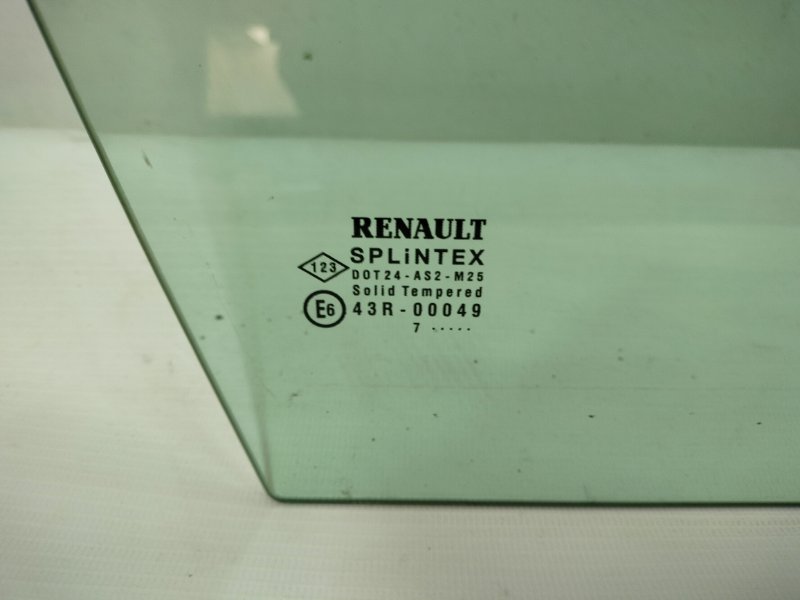 RENAULT
SPLiNTEX
123
DOT24-AS2-M25
Solid Tempered
E6 43R-00049
7 .....